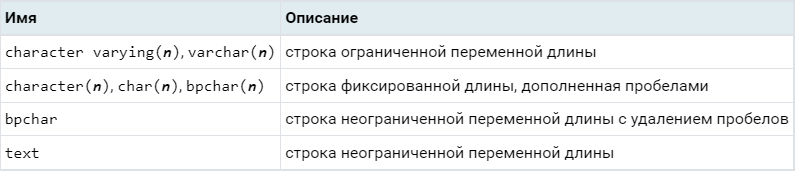 Имя Описание
character varying(n), varchar(n) строка ограниченной переменной длины
character(n), char(n), bpchar(n) строка фиксированной длины, дополненная пробелами
bpchar строка неограниченной переменной длины с удалением пробелов
text строка неограниченной переменной длины